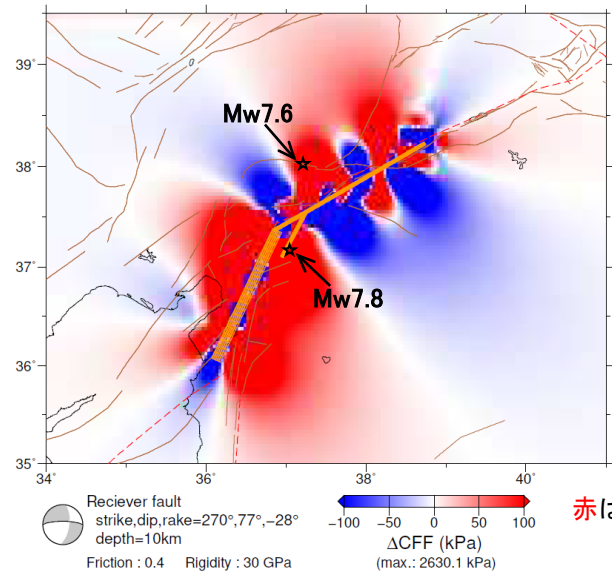 39°
38°
37°
36°
35°
34°
36°
38°
40°
Mw7.6
Mw7.8
Reciever fault
strike,dip,rake=270°,77°,−28°
depth=10km
Friction : 0.4 Rigidity : 30 GPa
−100 −50 0 50 100
ΔCFF (kPa)
(max.: 2630.1 kPa)
赤は